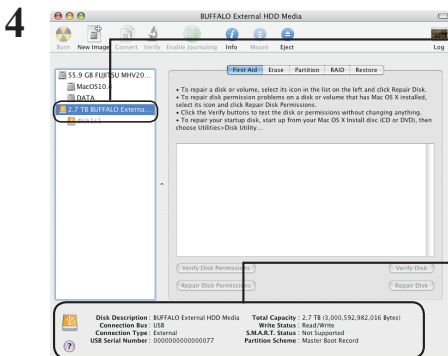 4
BUFFALO External HDD Media
Burn New Image Convert Verify Enable Journaling Info Mount Eject Log
First Aid Erase Partition RAID Restore
55.9 GB FUJITSU MHV20...
MacOS10.
DATA
2.7 TB BUFFALO Externa...
disk1s1
• To repair a disk or volume, select its icon in the list on the left and click Repair Disk.
• To repair disk permission problems on a disk or volume that has Mac OS X installed,
select its icon and click Repair Disk Permissions.
• Click the Verify buttons to test the disk or permissions without changing anything.
• To repair your startup disk, start up from your Mac OS X Install disc (CD or DVD), then
choose Utilities>Disk Utility...
Verify Disk Permissions Verify Disk
Repair Disk Permissions Repair Disk
Disk Description : BUFFALO External HDD Media Total Capacity : 2.7 TB (3,000,592,982,016 Bytes)
Connection Bus : USB Write Status : Read/Write
Connection Type : External S.M.A.R.T. Status : Not Supported
USB Serial Number : 0000000000000077 Partition Scheme : Master Boot Record
?